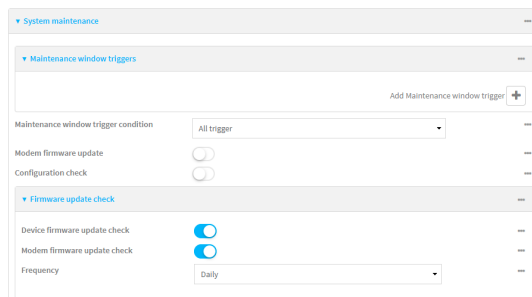 System maintenance
Maintenance window triggers
Add Maintenance window trigger
Maintenance window trigger condition
All trigger
Modem firmware update
Configuration check
Firmware update check
Device firmware update check
Modem firmware update check
Frequency
Daily